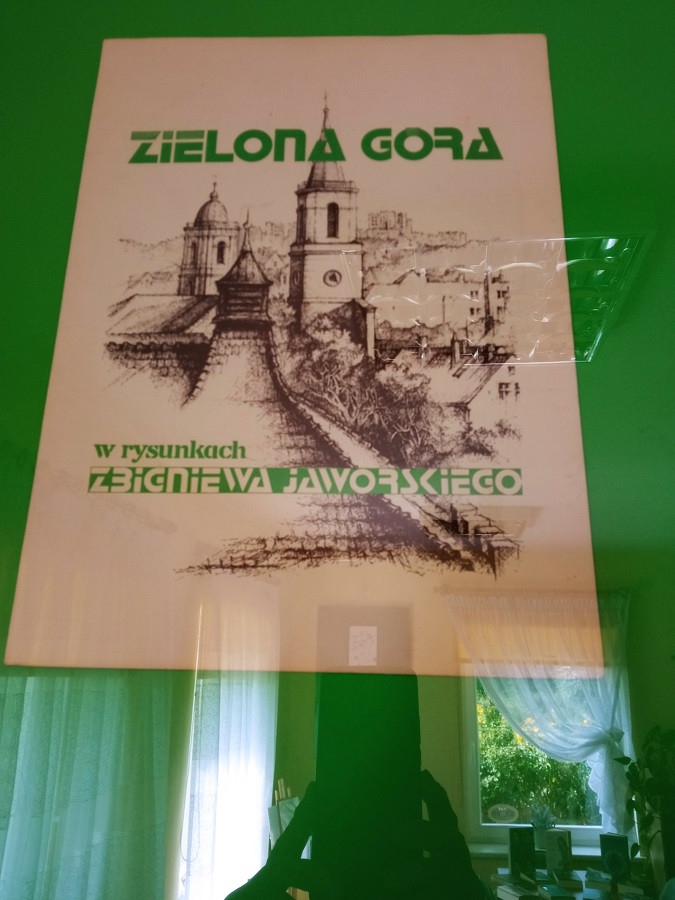 ZIELONA GORA
w rysunkach
ZBIGNIEWA JAWORSKIEGO